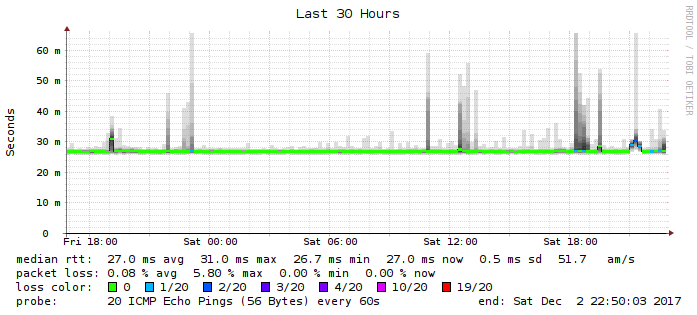 Last 30 Hours
RRDTOOL / TOBI OETIKER
Seconds
60 m
50 m
40 m
30 m
20 m
10 m
0
Fri 18:00 Sat 00:00 Sat 06:00 Sat 12:00 Sat 18:00
median rtt: 27.0 ms avg 31.0 ms max 26.7 ms min 27.0 ms now 0.5 ms sd 51.7 am/s
packet loss: 0.08 % avg 5.80 % max 0.00 % min 0.00 % now
loss color: 0 1/20 2/20 3/20 4/20 10/20 19/20
probe: 20 ICMP Echo Pings (56 Bytes) every 60s end: Sat Dec 2 22:50:03 2017